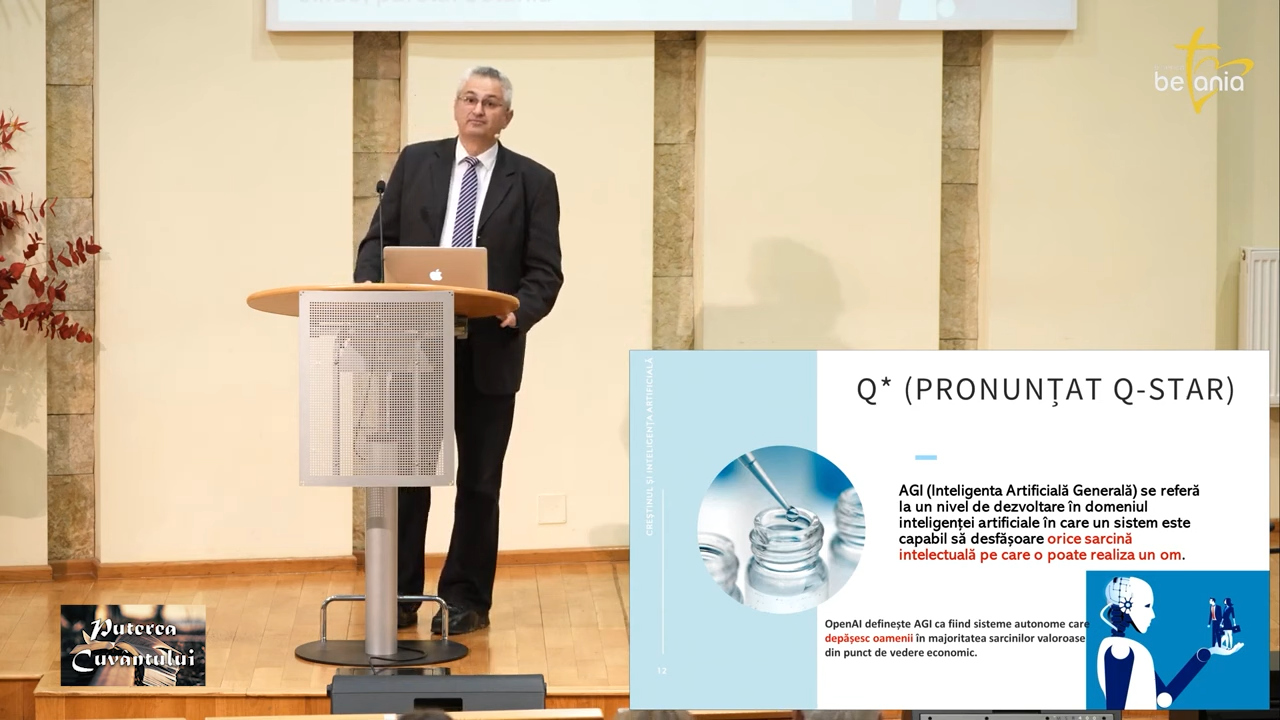 betania
Q* (PRONUNȚAT Q-STAR)
CREȘTINUL ȘI INTELIGENȚA ARTIFICIALĂ
AGI (Inteligenta Artificială Generală) se referă
la un nivel de dezvoltare în domeniul
inteligenței artificiale în care un sistem este
capabil să desfășoare orice sarcină
intelectuală pe care o poate realiza un om.
OpenAI definește AGI ca fiind sisteme autonome care
depășesc oamenii în majoritatea sarcinilor valoroase
din punct de vedere economic.
12
Puterea
Cuvântului